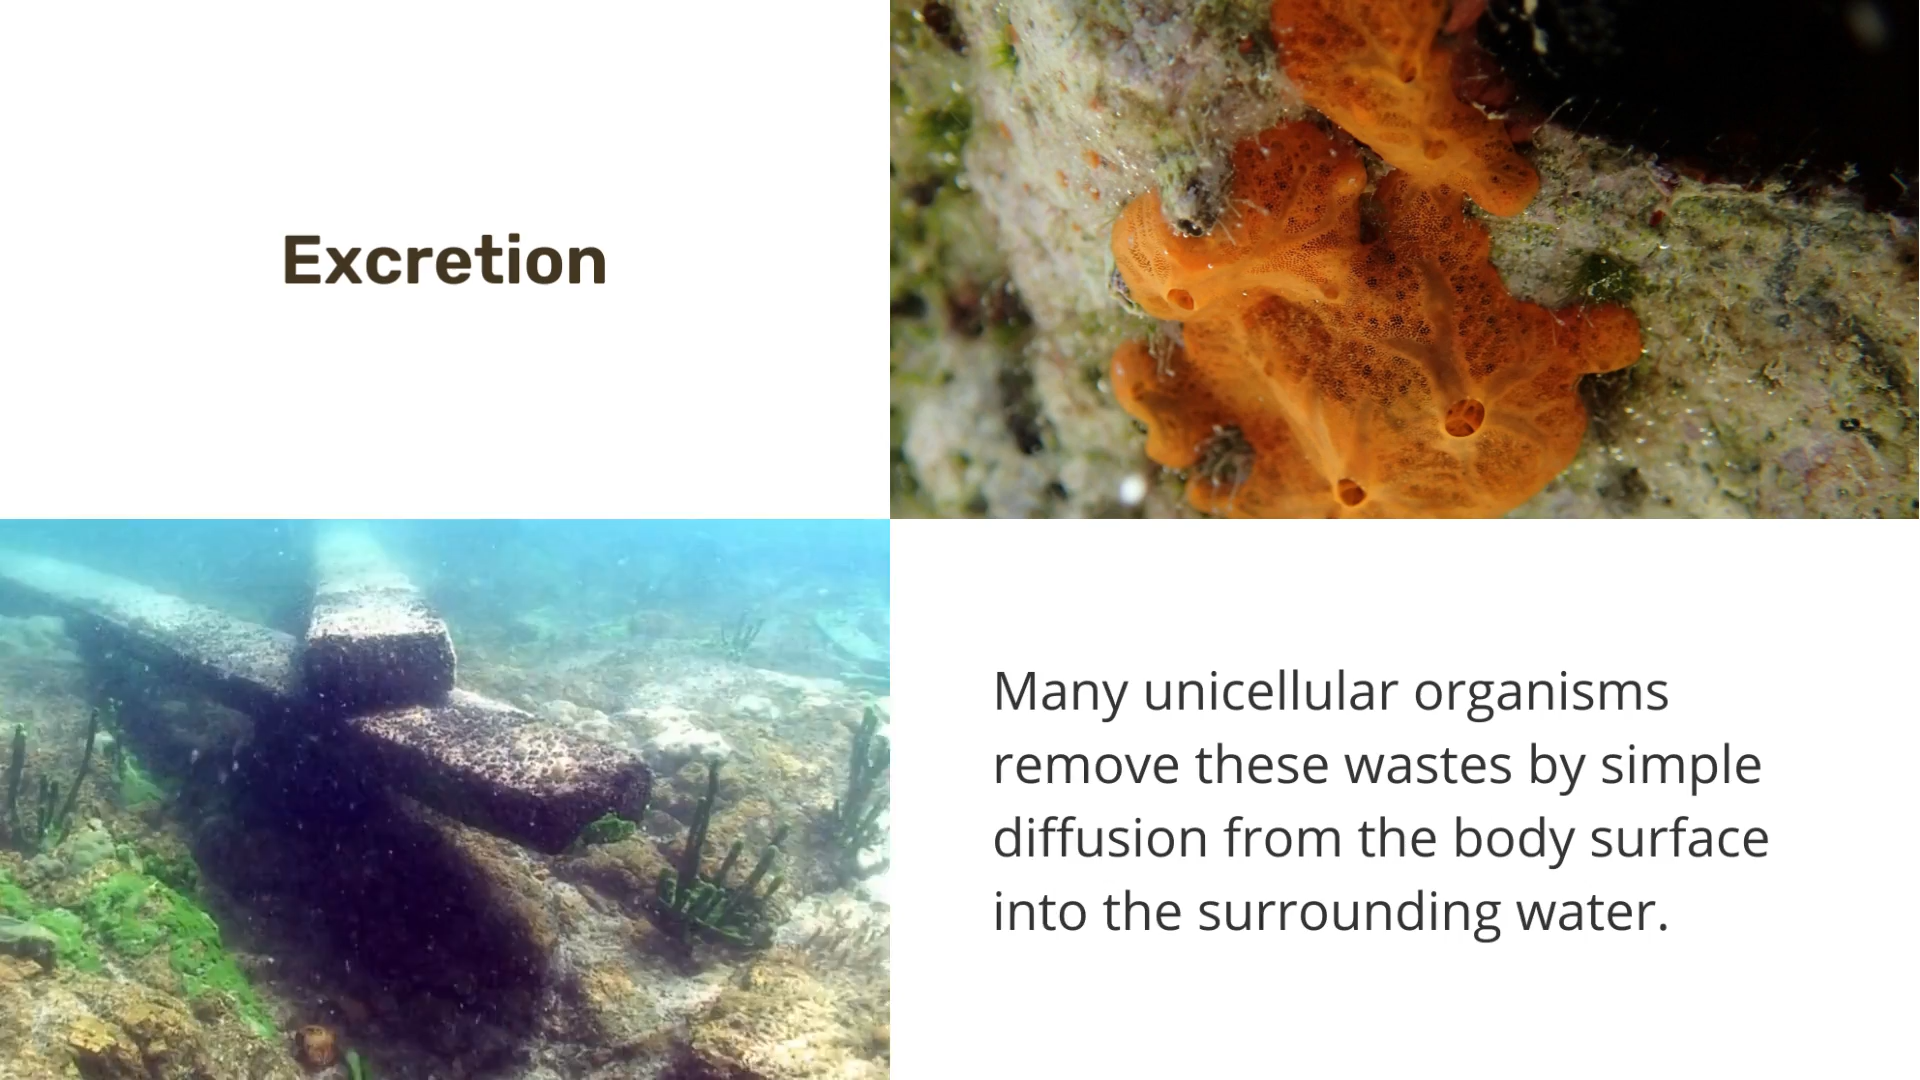 Excretion
Many unicellular organisms
remove these wastes by simple
diffusion from the body surface
into the surrounding water.